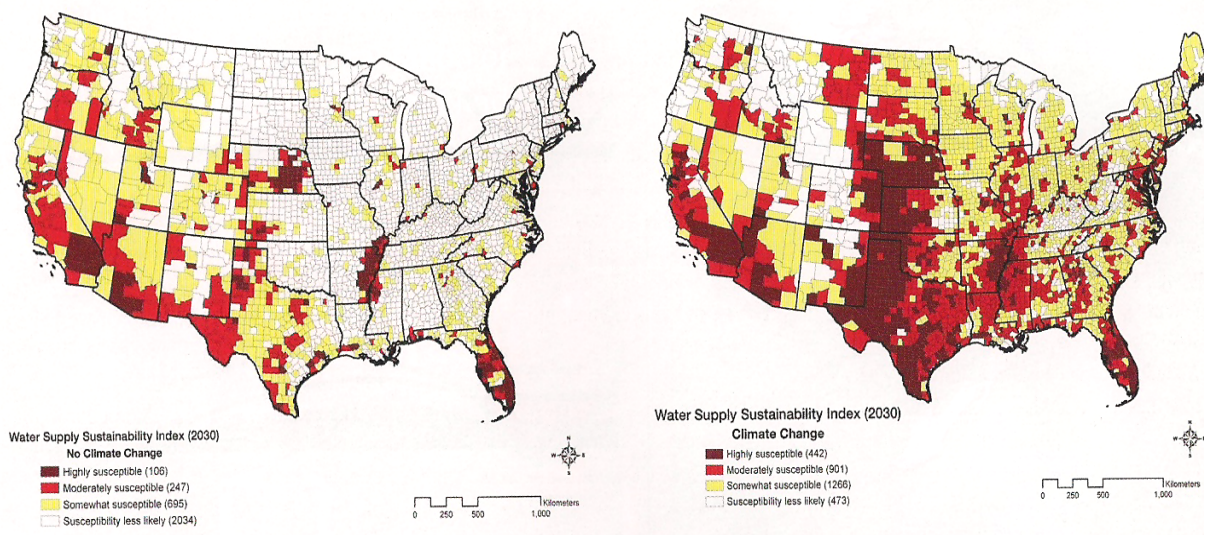 Water Supply Sustainability Index (2030)
No Climate Change
Highly susceptible (106)
Moderately susceptible (247)
Somewhat susceptible (695)
Susceptibility less likely (2034)
N
W
E
S
Kilometers
0 250 500 1,000
Water Supply Sustainability Index (2030)
Climate Change
Highly susceptible (442)
Moderately susceptible (901)
Somewhat susceptible (1266)
Susceptibility less likely (473)
N
W
E
S
Kilometers
0 250 500 1,000